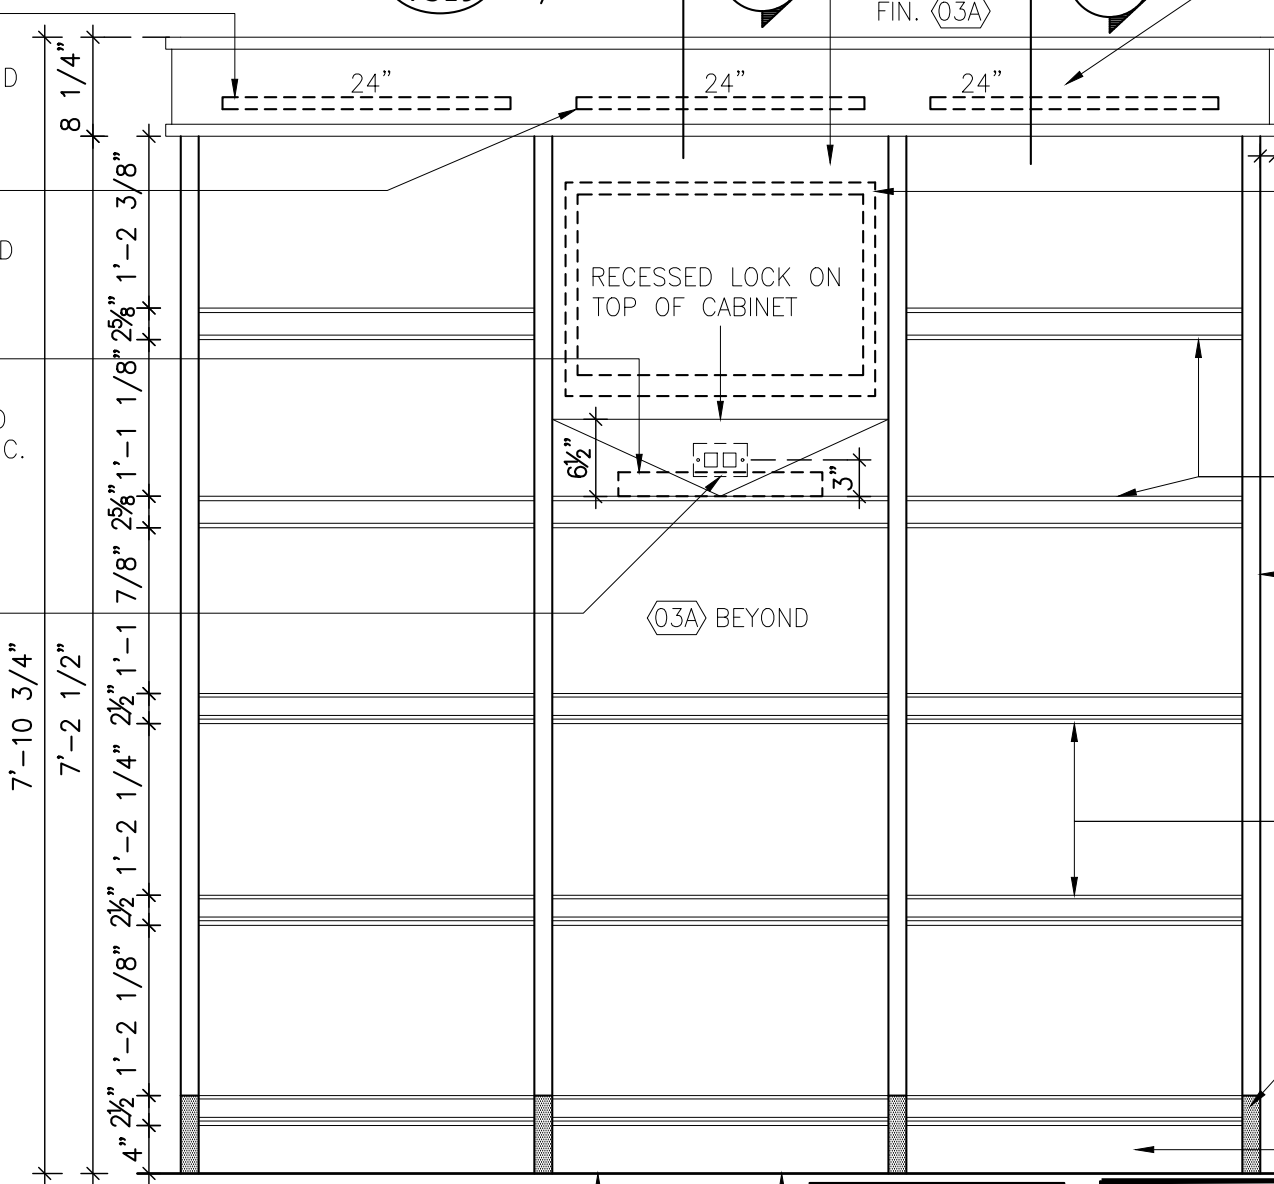 FIN. 03A
D
8 1/4"
24"
24"
24"
1'-2 3/8"
D
RECESSED LOCK ON
TOP OF CABINET
2⅝"
1'-1 1/8"
C.
6½"
3"
2⅝"
1'-1 7/8"
03A BEYOND
7'-10 3/4"
7'-2 1/2"
2½"
1'-2 1/4"
2½"
1'-2 1/8"
2½"
4"